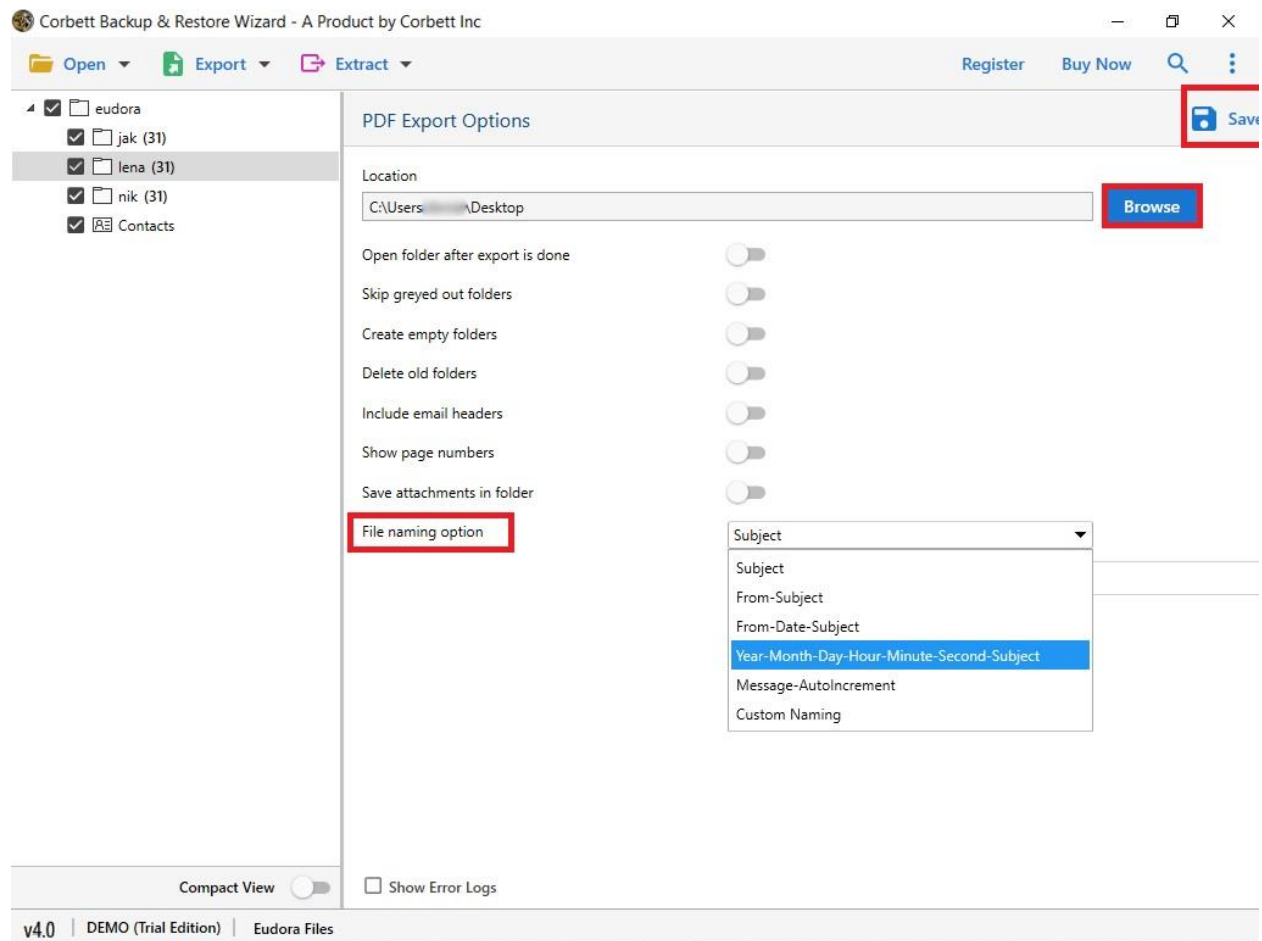 Corbett Backup & Restore Wizard - A Product by Corbett Inc
Open Export Extract Register Buy Now
eudora
jak (31)
lena (31)
nik (31)
Contacts
PDF Export Options
Save
Location
C:\Users \Desktop
Browse
Open folder after export is done
Skip greyed out folders
Create empty folders
Delete old folders
Include email headers
Show page numbers
Save attachments in folder
File naming option
Subject
Subject
From-Subject
From-Date-Subject
Year-Month-Day-Hour-Minute-Second-Subject
Message-AutoIncrement
Custom Naming
Compact View
Show Error Logs
v4.0 DEMO (Trial Edition) Eudora Files